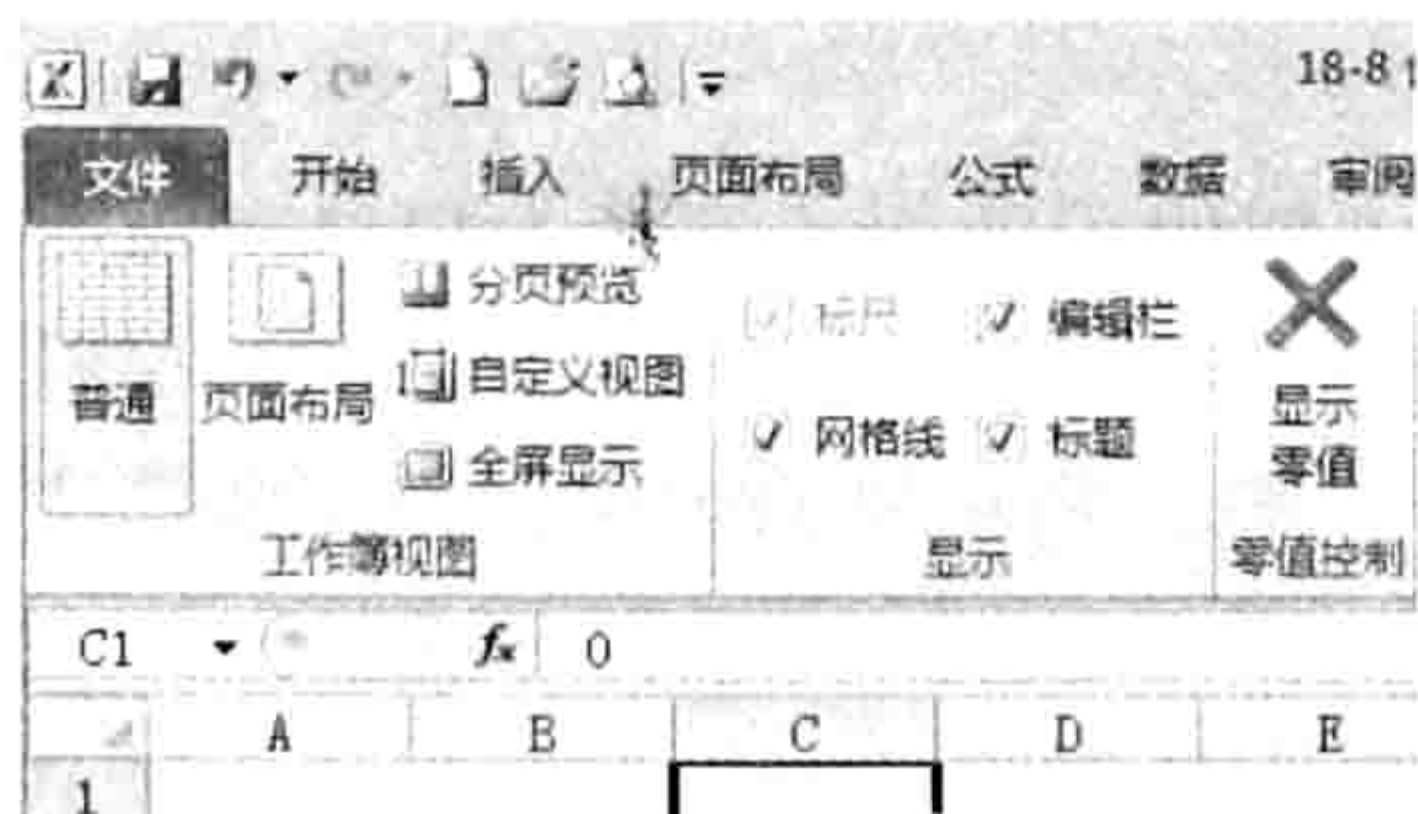 18-8
文件 开始 插入 页面布局 公式 数据 审阅
分页预览
标尺 编辑栏
自定义视图
普通 页面布局
显示
零值
网格线 标题
全屏显示
工作簿视图 显示 零值控制
C1 fx 0
A B C D E
1